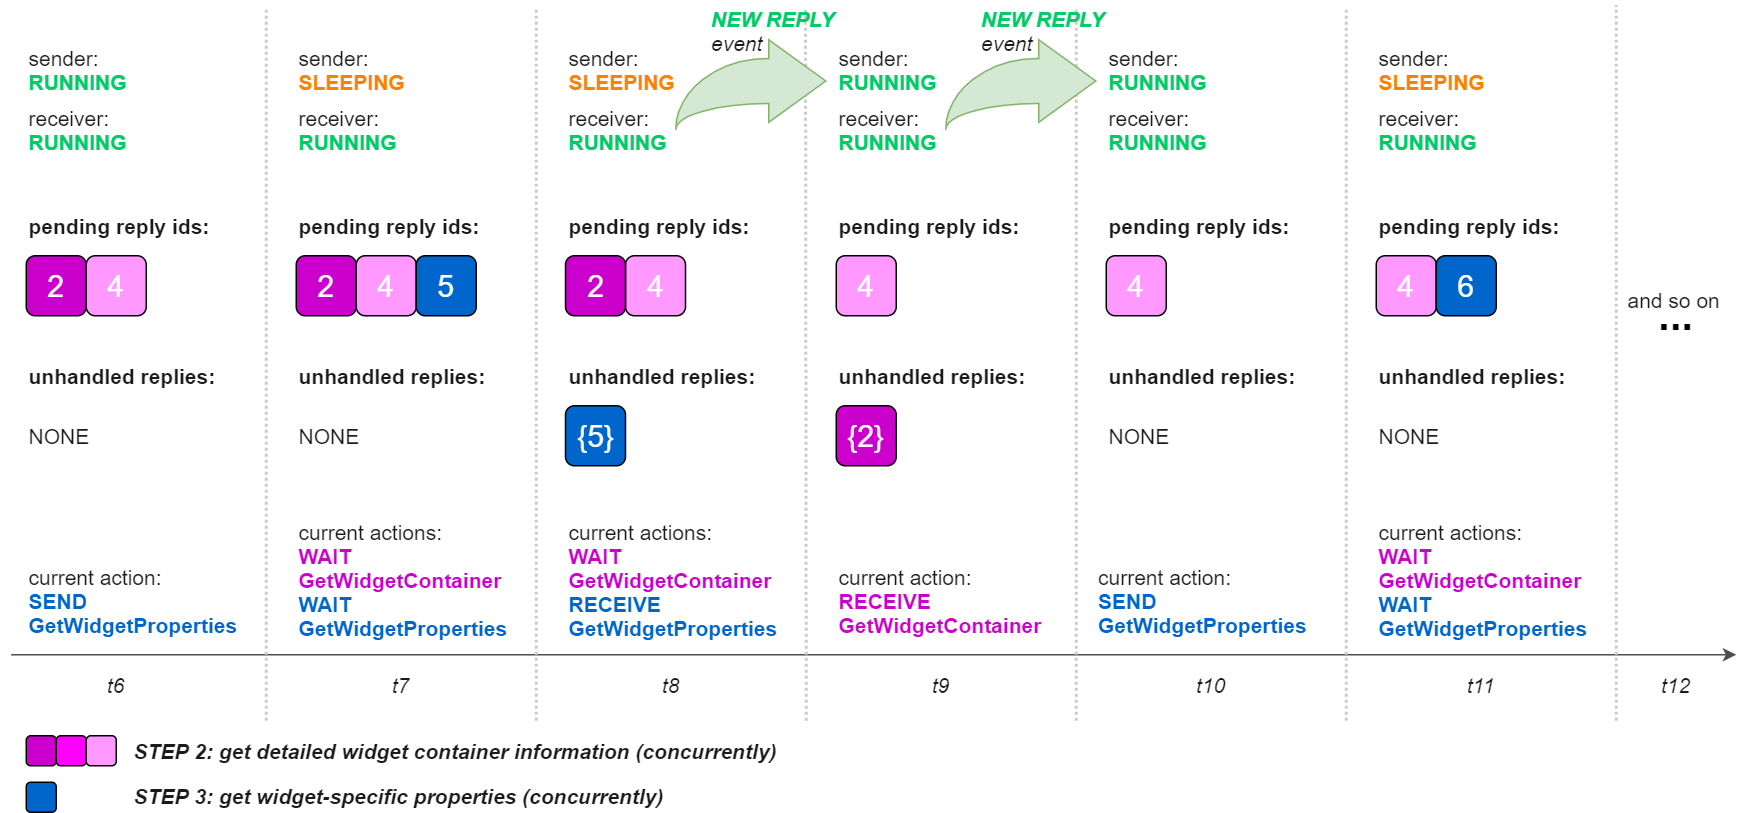 NEW REPLY
event
NEW REPLY
event
sender:
RUNNING
receiver:
RUNNING
pending reply ids:
2 4
unhandled replies:
NONE
current action:
SEND
GetWidgetProperties
t6
sender:
SLEEPING
receiver:
RUNNING
pending reply ids:
2 4 5
unhandled replies:
NONE
current actions:
WAIT
GetWidgetContainer
WAIT
GetWidgetProperties
t7
sender:
SLEEPING
receiver:
RUNNING
pending reply ids:
2 4
unhandled replies:
{5}
current actions:
WAIT
GetWidgetContainer
RECEIVE
GetWidgetProperties
t8
sender:
RUNNING
receiver:
RUNNING
pending reply ids:
4
unhandled replies:
{2}
current action:
RECEIVE
GetWidgetContainer
t9
sender:
RUNNING
receiver:
RUNNING
pending reply ids:
4
unhandled replies:
NONE
current action:
SEND
GetWidgetProperties
t10
sender:
SLEEPING
receiver:
RUNNING
pending reply ids:
4 6
unhandled replies:
NONE
current actions:
WAIT
GetWidgetContainer
WAIT
GetWidgetProperties
t11
and so on
...
t12
STEP 2: get detailed widget container information (concurrently)
STEP 3: get widget-specific properties (concurrently)